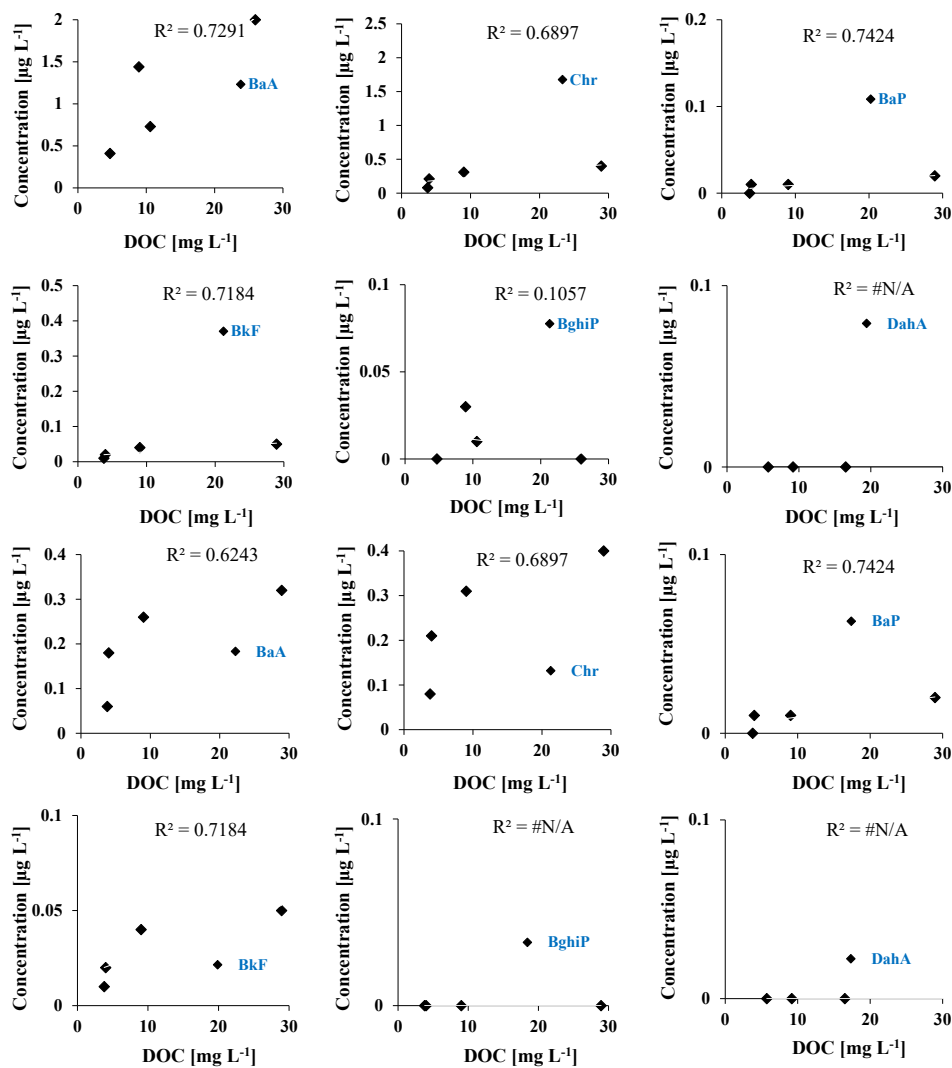 Concentration [µg L⁻¹]
2
1.5
1
0.5
0
R² = 0.7291
BaA
0 10 20 30
DOC [mg L⁻¹]
Concentration [µg L⁻¹]
2.5
2
1.5
1
0.5
0
R² = 0.6897
Chr
0 10 20 30
DOC [mg L⁻¹]
Concentration [µg L⁻¹]
0.2
0.1
0
R² = 0.7424
BaP
0 10 20 30
DOC [mg L⁻¹]
Concentration [µg L⁻¹]
0.5
0.4
0.3
0.2
0.1
0
R² = 0.7184
BkF
0 10 20 30
DOC [mg L⁻¹]
Concentration [µg L⁻¹]
0.1
0.05
0
R² = 0.1057
BghiP
0 10 20 30
DOC [mg L⁻¹]
Concentration [µg L⁻¹]
0.1
0
R² = #N/A
DahA
0 10 20 30
DOC [mg L⁻¹]
Concentration [µg L⁻¹]
0.4
0.3
0.2
0.1
0
R² = 0.6243
BaA
0 10 20 30
DOC [mg L⁻¹]
Concentration [µg L⁻¹]
0.4
0.3
0.2
0.1
0
R² = 0.6897
Chr
0 10 20 30
DOC [mg L⁻¹]
Concentration [µg L⁻¹]
0.1
0
R² = 0.7424
BaP
0 10 20 30
DOC [mg L⁻¹]
Concentration [µg L⁻¹]
0.1
0.05
0
R² = 0.7184
BkF
0 10 20 30
DOC [mg L⁻¹]
Concentration [µg L⁻¹]
0.1
0
R² = #N/A
BghiP
0 10 20 30
DOC [mg L⁻¹]
Concentration [µg L⁻¹]
0.1
0
R² = #N/A
DahA
0 10 20 30
DOC [mg L⁻¹]